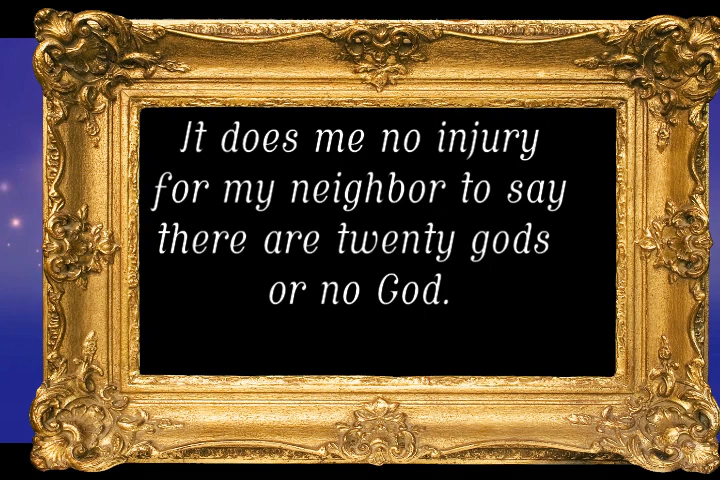 It does me no injury
for my neighbor to say
there are twenty gods
or no God.